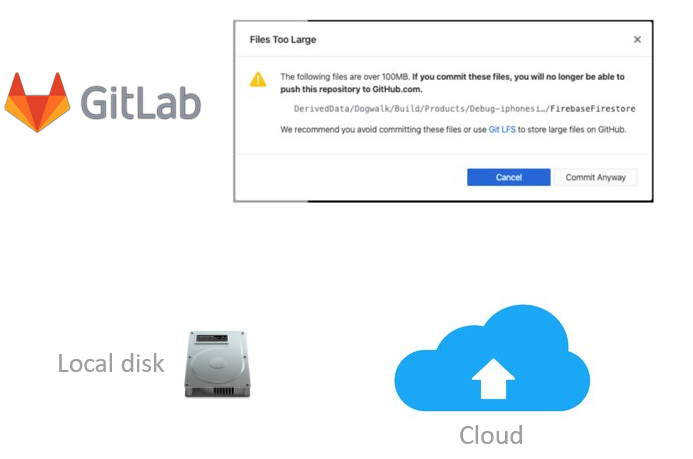 Files Too Large
The following files are over 100MB. If you commit these files, you will no longer be able to
push this repository to GitHub.com.
DerivedData/Dogwalk/Build/Products/Debug-iphonesi…/FirebaseFirestore
We recommend you avoid committing these files or use Git LFS to store large files on GitHub.
Cancel Commit Anyway
GitLab
Local disk
Cloud